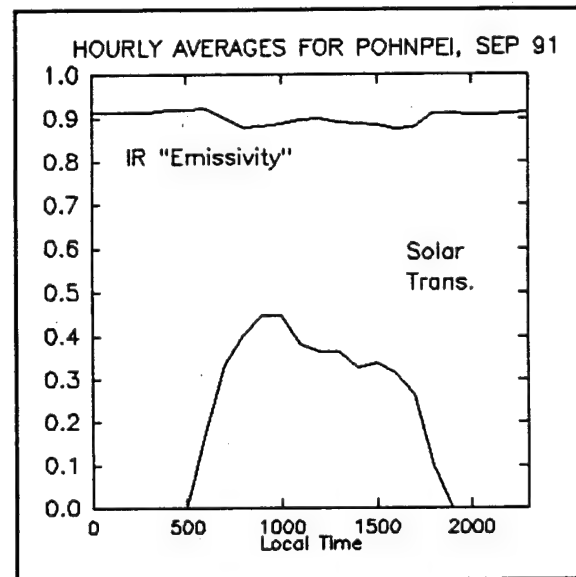 HOURLY AVERAGES FOR POHNPEI, SEP 91
1.0
0.9
IR "Emissivity"
0.8
0.7
0.6
Solar
Trans.
0.5
0.4
0.3
0.2
0.1
0.0
0 500 1000 1500 2000
Local Time